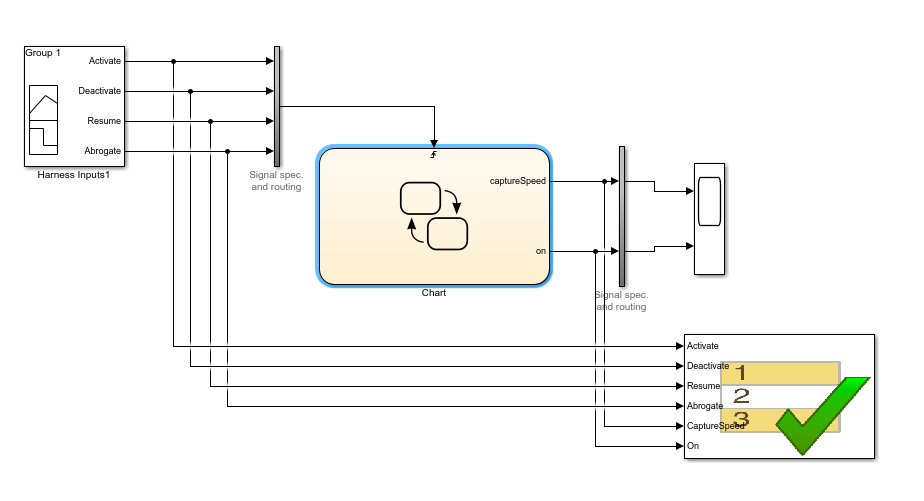 Group 1
Activate
Deactivate
Resume
Abrogate
Harness Inputs1
Signal spec.
and routing
captureSpeed
on
Chart
Signal spec.
and routing
Activate
Deactivate
Resume
Abrogate
CaptureSpeed
On
1
2
3